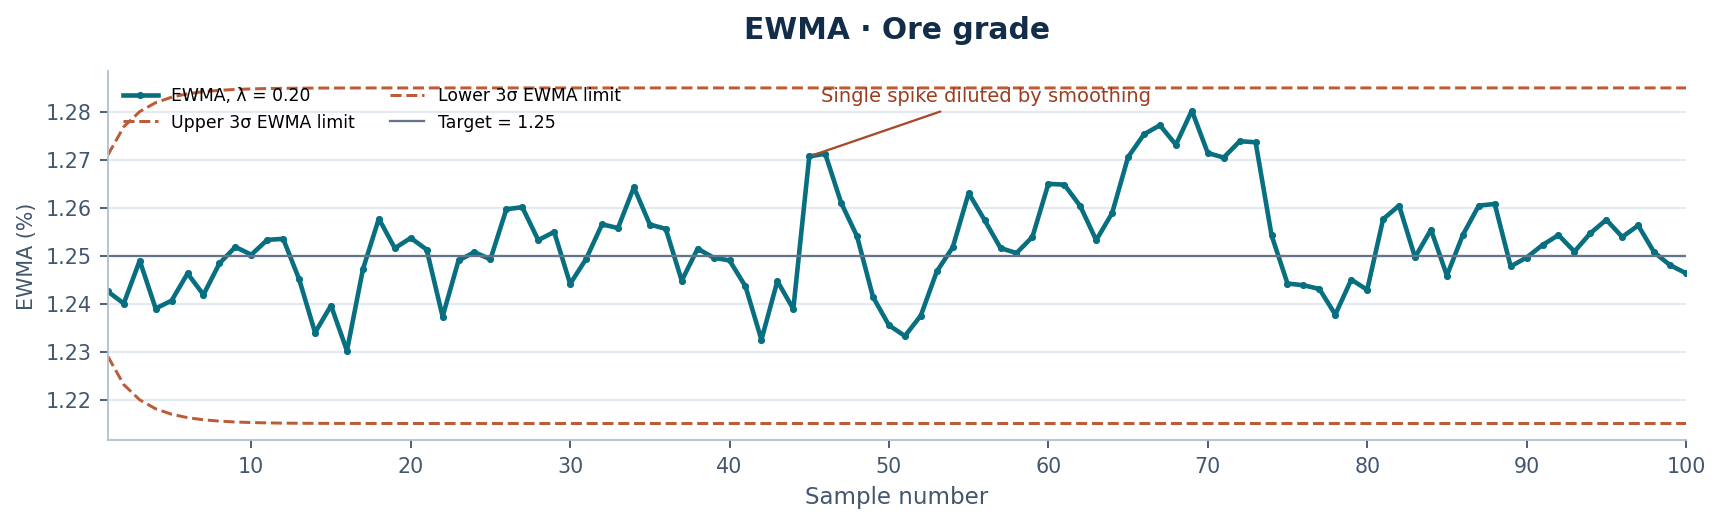 EWMA · Ore grade
EWMA, λ = 0.20
Upper 3σ EWMA limit
Lower 3σ EWMA limit
Target = 1.25
Single spike diluted by smoothing
EWMA (%)
1.28
1.27
1.26
1.25
1.24
1.23
1.22
10 20 30 40 50 60 70 80 90 100
Sample number